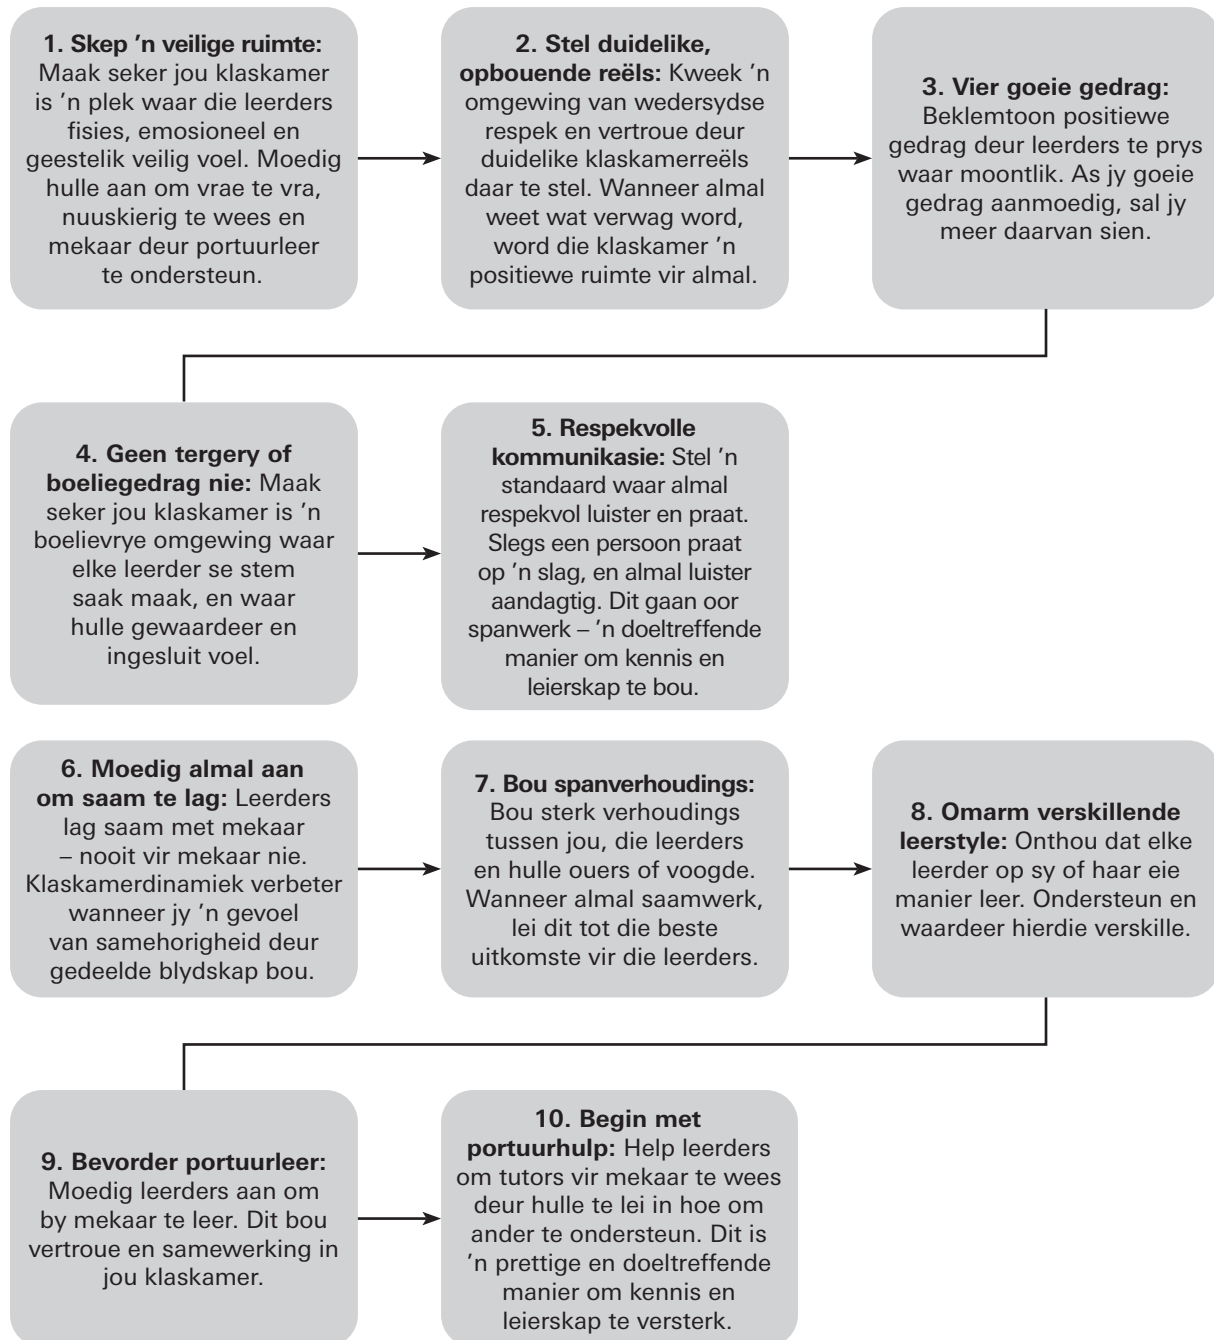 1. Skep ’n veilige ruimte:
Maak seker jou klaskamer
is ’n plek waar die leerders
fisies, emosioneel en
geestelik veilig voel. Moedig
hulle aan om vrae te vra,
nuuskierig te wees en
mekaar deur portuurleer
te ondersteun.
2. Stel duidelike,
opbouende reëls: Kweek ’n
omgewing van wedersydse
respek en vertroue deur
duidelike klaskamerreëls
daar te stel. Wanneer almal
weet wat verwag word,
word die klaskamer ’n
positiewe ruimte vir almal.
3. Vier goeie gedrag:
Beklemtoon positiewe
gedrag deur leerders te prys
waar moontlik. As jy goeie
gedrag aanmoedig, sal jy
meer daarvan sien.
4. Geen tergery of
boeliegedrag nie: Maak
seker jou klaskamer is ’n
boelievrye omgewing waar
elke leerder se stem
saak maak, en waar
hulle gewaardeer en
ingesluit voel.
5. Respekvolle
kommunikasie: Stel ’n
standaard waar almal
respekvol luister en praat.
Slegs een persoon praat
op ’n slag, en almal luister
aandagtig. Dit gaan oor
spanwerk – ’n doeltreffende
manier om kennis en
leierskap te bou.
6. Moedig almal aan
om saam te lag: Leerders
lag saam met mekaar
– nooit vir mekaar nie.
Klaskamerdinamiek verbeter
wanneer jy ’n gevoel
van samehorigheid deur
gedeelde blydskap bou.
7. Bou spanverhoudings:
Bou sterk verhoudings
tussen jou, die leerders
en hulle ouers of voogde.
Wanneer almal saamwerk,
lei dit tot die beste
uitkomste vir die leerders.
8. Omarm verskillende
leerstyle: Onthou dat elke
leerder op sy of haar eie
manier leer. Ondersteun en
waardeer hierdie verskille.
9. Bevorder portuurleer:
Moedig leerders aan om
by mekaar te leer. Dit bou
vertroue en samewerking in
jou klaskamer.
10. Begin met
portuurhulp: Help leerders
om tutors vir mekaar te wees
deur hulle te lei in hoe om
ander te ondersteun. Dit is
’n prettige en doeltreffende
manier om kennis en
leierskap te versterk.